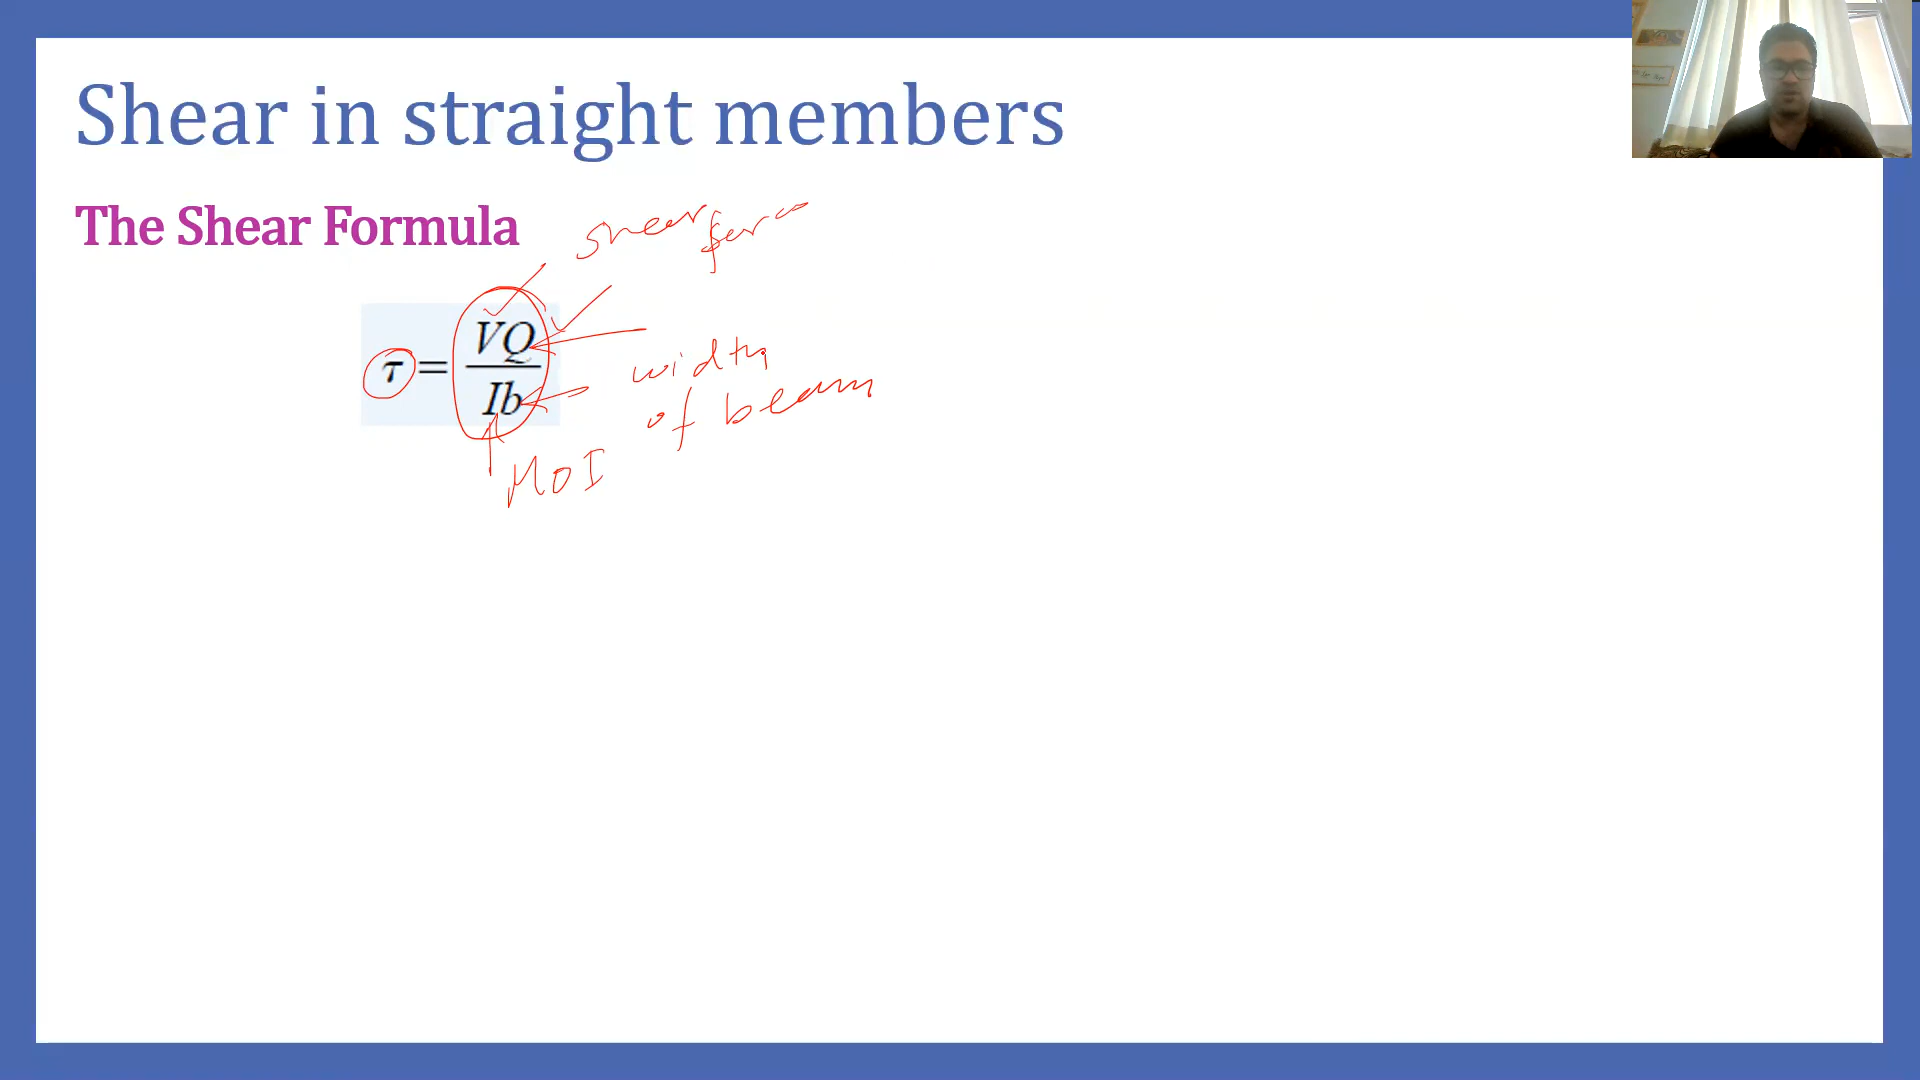 Shear in straight members
The Shear Formula
shear
force
τ = VQ / Ib
width
of beam
MOI